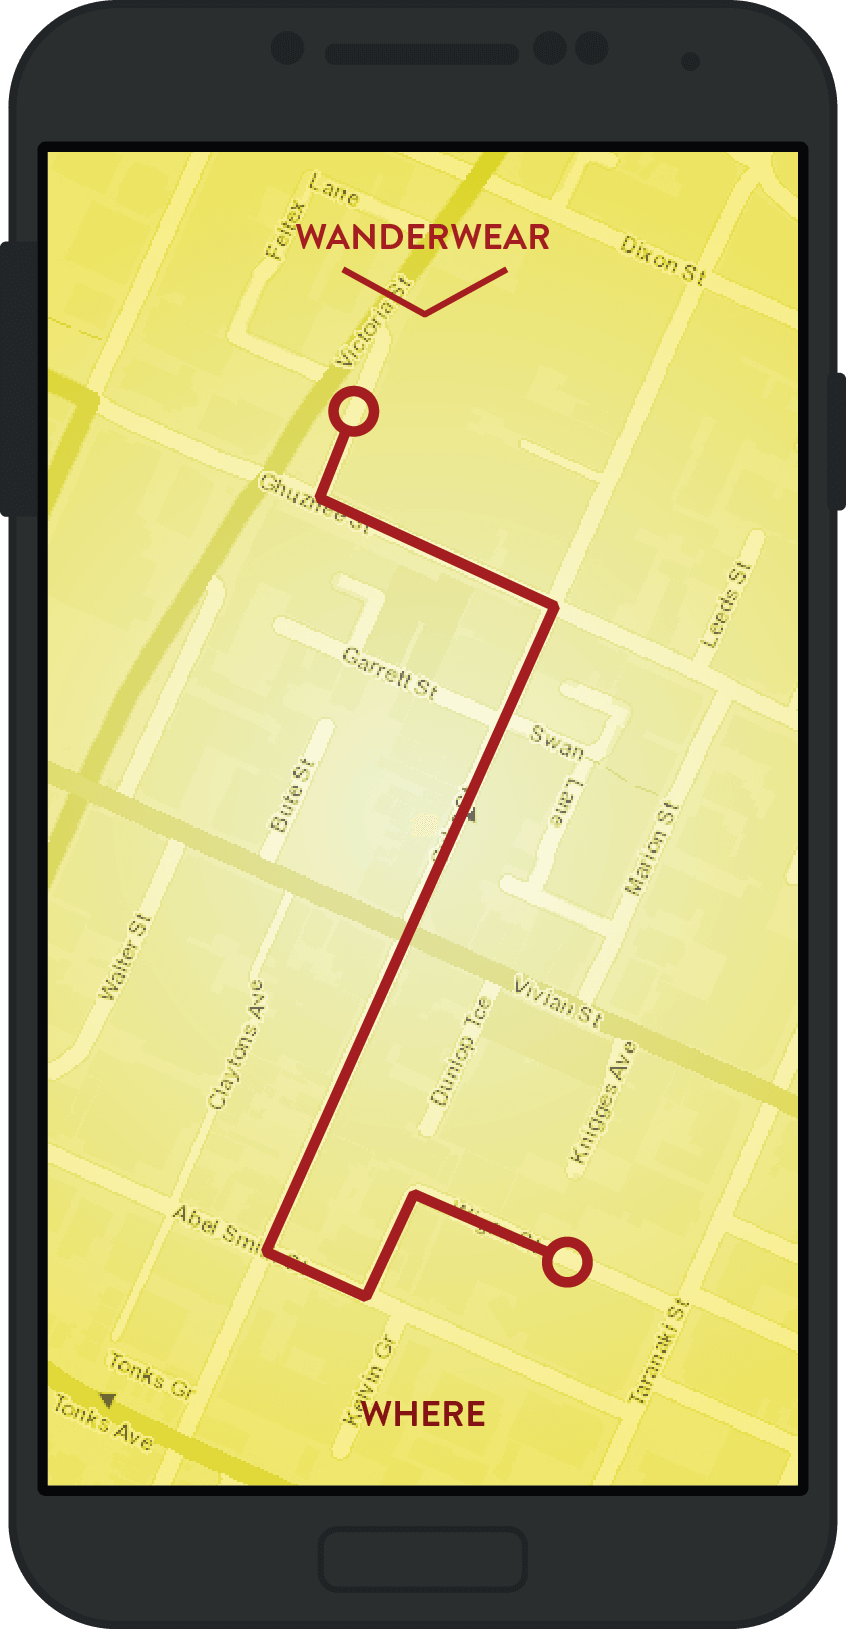 Lane
Feltex
WANDERWEAR
Dixon St
Victoria St
Ghuznee St
Leeds St
Garrett St
Swan
Lane
Bute St
Marion St
Walter St
Claytons Ave
Vivian St
Dunlop Tce
Knigges Ave
Abel Smith St
Taranaki St
Kelvin Gr
Tonks Gr
Tonks Ave
WHERE